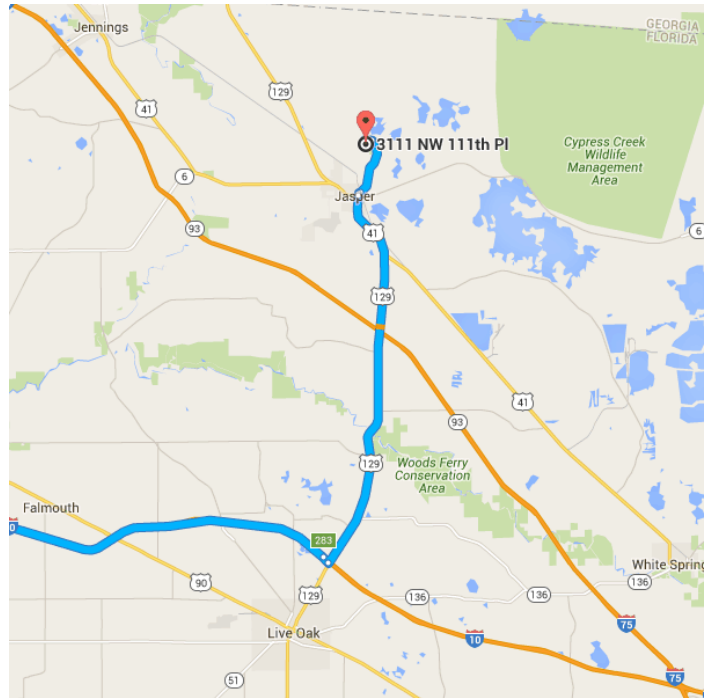 GEORGIA
FLORIDA
Jennings
41
129
3111 NW 111th Pl
Cypress Creek
Wildlife
Management
Area
6
Jasper
93
41
6
129
41
93
129
Woods Ferry
Conservation
Area
Falmouth
283
90
White Spring
136
129
136
136
Live Oak
10
75
51
75